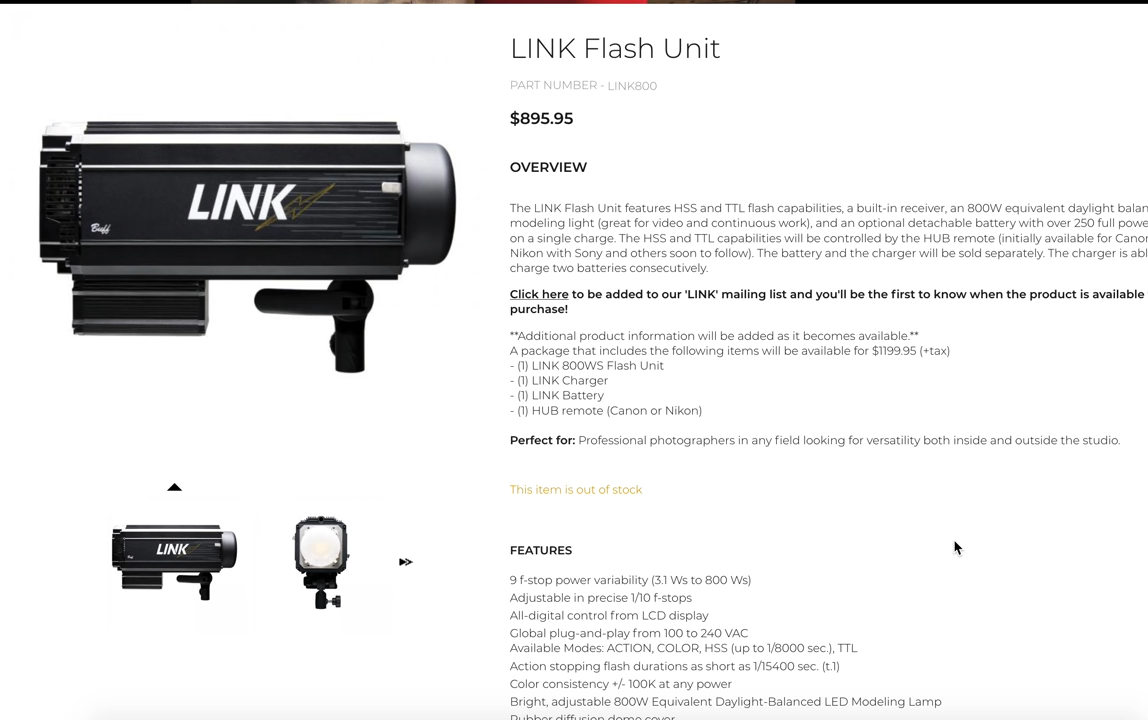 LINK Flash Unit
PART NUMBER - LINK800
$895.95
OVERVIEW
The LINK Flash Unit features HSS and TTL flash capabilities, a built-in receiver, an 800W equivalent daylight
modeling light (great for video and continuous work), and an optional detachable battery with over 250 full
on a single charge. The HSS and TTL capabilities will be controlled by the HUB remote (initially available for
Nikon with Sony and others soon to follow). The battery and the charger will be sold separately. The charger is
charge two batteries consecutively.
Click here to be added to our 'LINK' mailing list and you'll be the first to know when the product is available
purchase!
**Additional product information will be added as it becomes available.**
A package that includes the following items will be available for $1199.95 (+tax)
- (1) LINK 800WS Flash Unit
- (1) LINK Charger
- (1) LINK Battery
- (1) HUB remote (Canon or Nikon)
Perfect for: Professional photographers in any field looking for versatility both inside and outside the studio.
This item is out of stock
FEATURES
9 f-stop power variability (3.1 Ws to 800 Ws)
Adjustable in precise 1/10 f-stops
All-digital control from LCD display
Global plug-and-play from 100 to 240 VAC
Available Modes: ACTION, COLOR, HSS (up to 1/8000 sec.), TTL
Action stopping flash durations as short as 1/15400 sec. (t.1)
Color consistency +/- 100K at any power
Bright, adjustable 800W Equivalent Daylight-Balanced LED Modeling Lamp
Rubber diffusion dome cover
LINK
Buff
LINK